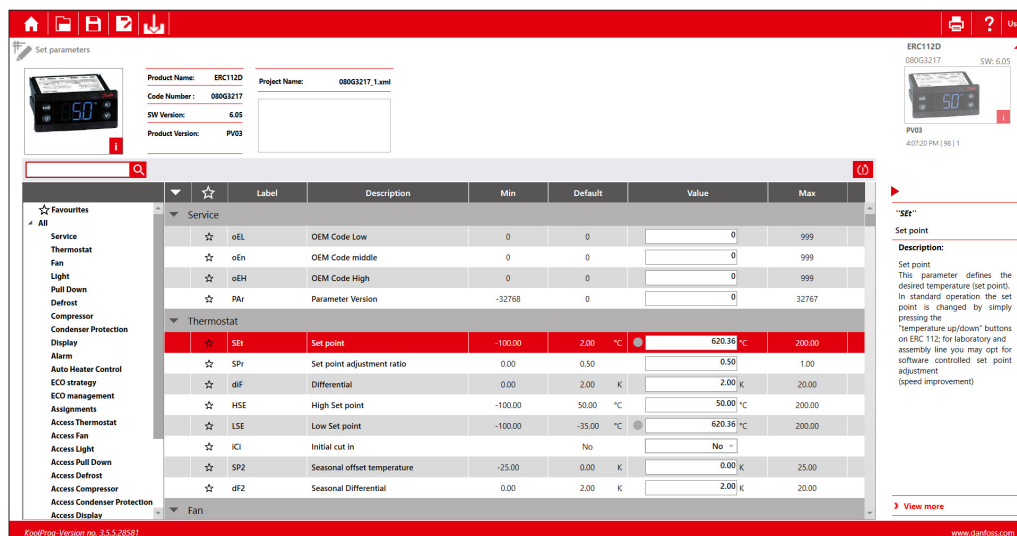 Us
Set parameters
Product Name: ERC112D
Code Number : 080G3217
SW Version: 6.05
Product Version: PV03
Project Name: 080G3217_1.xml
ERC112D
080G3217 SW: 6.05
PV03
4:07:20 PM | 98 | 1
Label Description Min Default Value Max
Favourites
All
Service
Thermostat
Fan
Light
Pull Down
Defrost
Compressor
Condenser Protection
Display
Alarm
Auto Heater Control
ECO strategy
ECO management
Assignments
Access Thermostat
Access Fan
Access Light
Access Pull Down
Access Defrost
Access Compressor
Access Condenser Protection
Access Display
Service
oEL OEM Code Low 0 0 0 999
oEn OEM Code middle 0 0 0 999
oEH OEM Code High 0 0 0 999
PAr Parameter Version -32768 0 0 32767
Thermostat
SEt Set point -100.00 2.00 °C 620.36 °C 200.00
SPr Set point adjustment ratio 0.00 0.50 0.50 1.00
diF Differential 0.00 2.00 K 2.00 K 20.00
HSE High Set point -100.00 50.00 °C 50.00 °C 200.00
LSE Low Set point -100.00 -35.00 °C 620.36 °C 200.00
iCi Initial cut in No No
SP2 Seasonal offset temperature -25.00 0.00 K 0.00 K 25.00
dF2 Seasonal Differential 0.00 2.00 K 2.00 K 20.00
Fan
"SEt"
Set point
Description:
Set point
This parameter defines the
desired temperature (set point).
In standard operation the set
point is changed by simply
pressing the
"temperature up/down" buttons
on ERC 112; for laboratory and
assembly line you may opt for
software controlled set point
adjustment
(speed improvement)
View more
KoolProg-Version no. 3.5.5.28581
www.danfoss.com